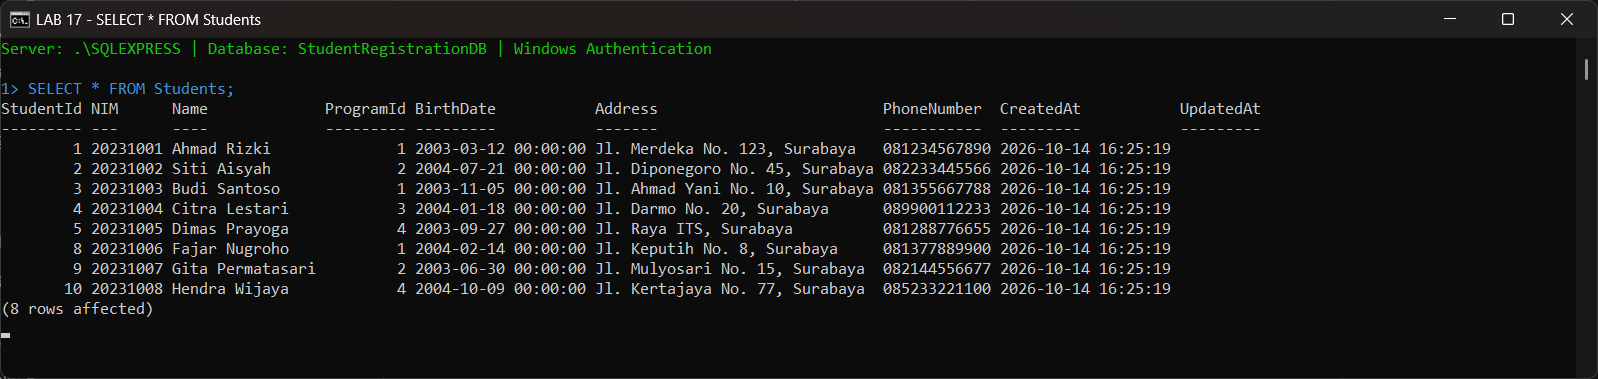 LAB 17 - SELECT * FROM Students
Server: .\SQLEXPRESS | Database: StudentRegistrationDB | Windows Authentication
1> SELECT * FROM Students;
StudentId NIM      Name             ProgramId BirthDate           Address                         PhoneNumber  CreatedAt           UpdatedAt
--------- ---      ----             --------- ---------           -------                         -----------  ---------           ---------
        1 20231001 Ahmad Rizki              1 2003-03-12 00:00:00 Jl. Merdeka No. 123, Surabaya   081234567890 2026-10-14 16:25:19
        2 20231002 Siti Aisyah              2 2004-07-21 00:00:00 Jl. Diponegoro No. 45, Surabaya 082233445566 2026-10-14 16:25:19
        3 20231003 Budi Santoso             1 2003-11-05 00:00:00 Jl. Ahmad Yani No. 10, Surabaya 081355667788 2026-10-14 16:25:19
        4 20231004 Citra Lestari            3 2004-01-18 00:00:00 Jl. Darmo No. 20, Surabaya      089900112233 2026-10-14 16:25:19
        5 20231005 Dimas Prayoga            4 2003-09-27 00:00:00 Jl. Raya ITS, Surabaya          081288776655 2026-10-14 16:25:19
        8 20231006 Fajar Nugroho            1 2004-02-14 00:00:00 Jl. Keputih No. 8, Surabaya     081377889900 2026-10-14 16:25:19
        9 20231007 Gita Permatasari         2 2003-06-30 00:00:00 Jl. Mulyosari No. 15, Surabaya  082144556677 2026-10-14 16:25:19
       10 20231008 Hendra Wijaya            4 2004-10-09 00:00:00 Jl. Kertajaya No. 77, Surabaya  085233221100 2026-10-14 16:25:19
(8 rows affected)